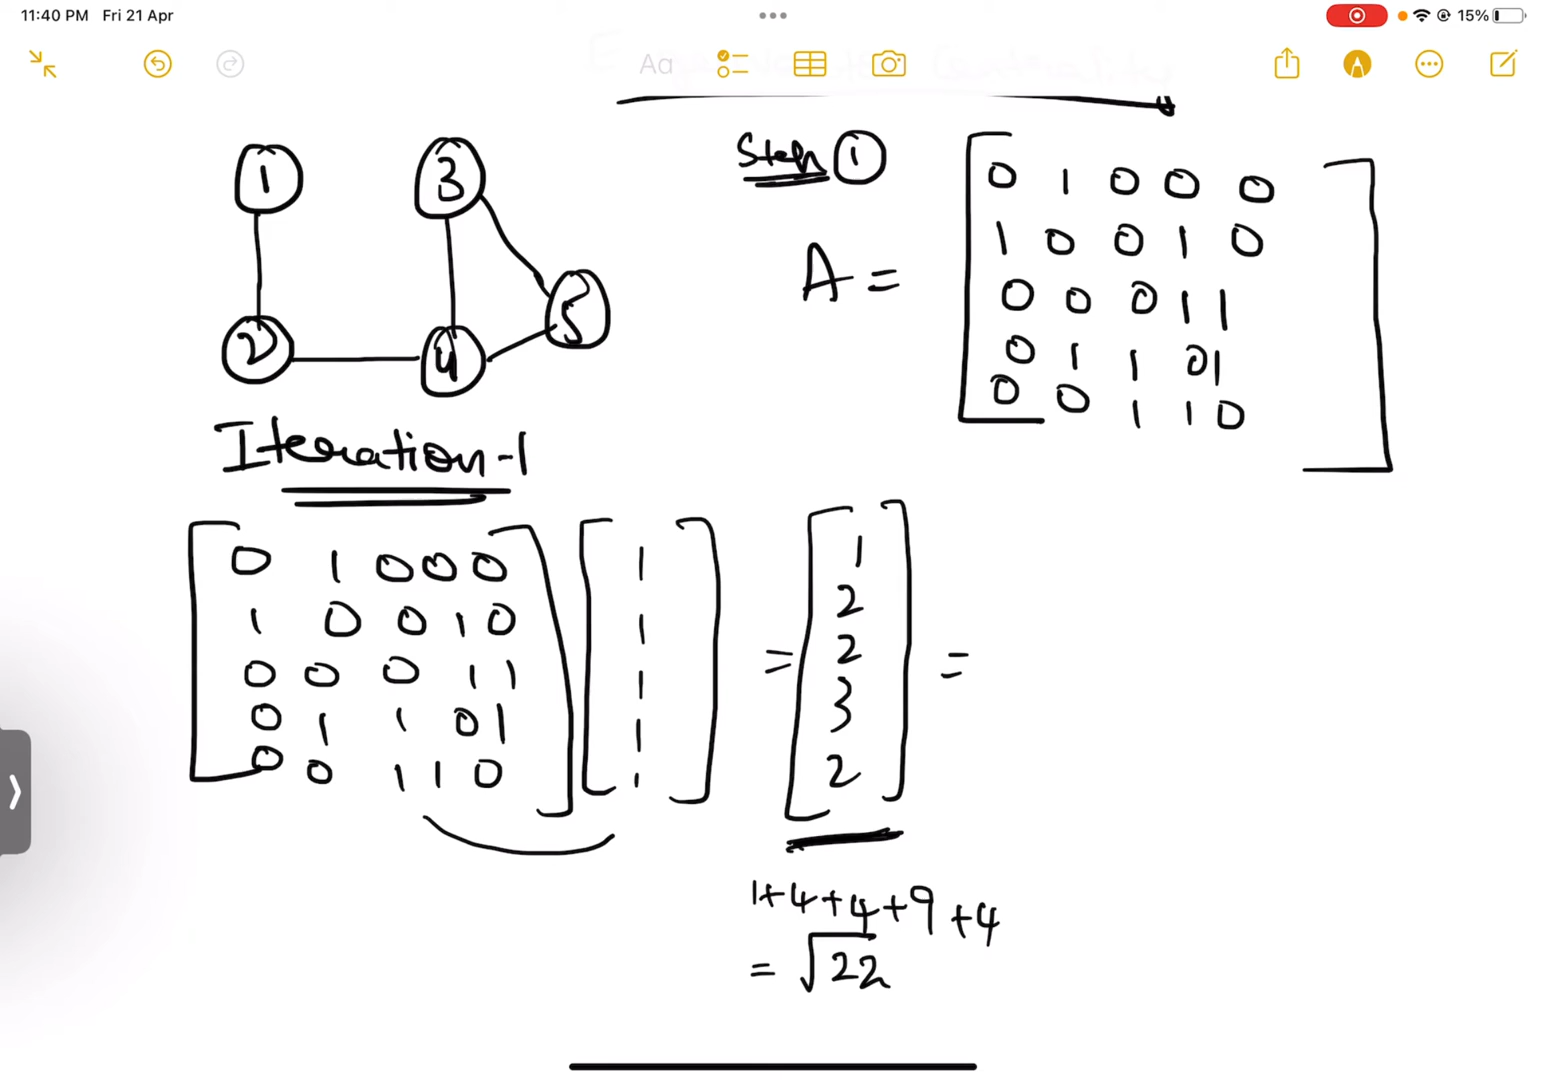 11:40 PM Fri 21 Apr
15%
Aa
Step 1
1 3
2 4 5
A =
0 1 0 0 0
1 0 0 1 0
0 0 0 1 1
0 1 1 0 1
0 0 1 1 0
Iteration-1
0 1 0 0 0 1 = 1 =
1 0 0 1 0 1 2
0 0 0 1 1 1 2
0 1 1 0 1 1 3
0 0 1 1 0 1 2
1+4+4+9+4
= √22